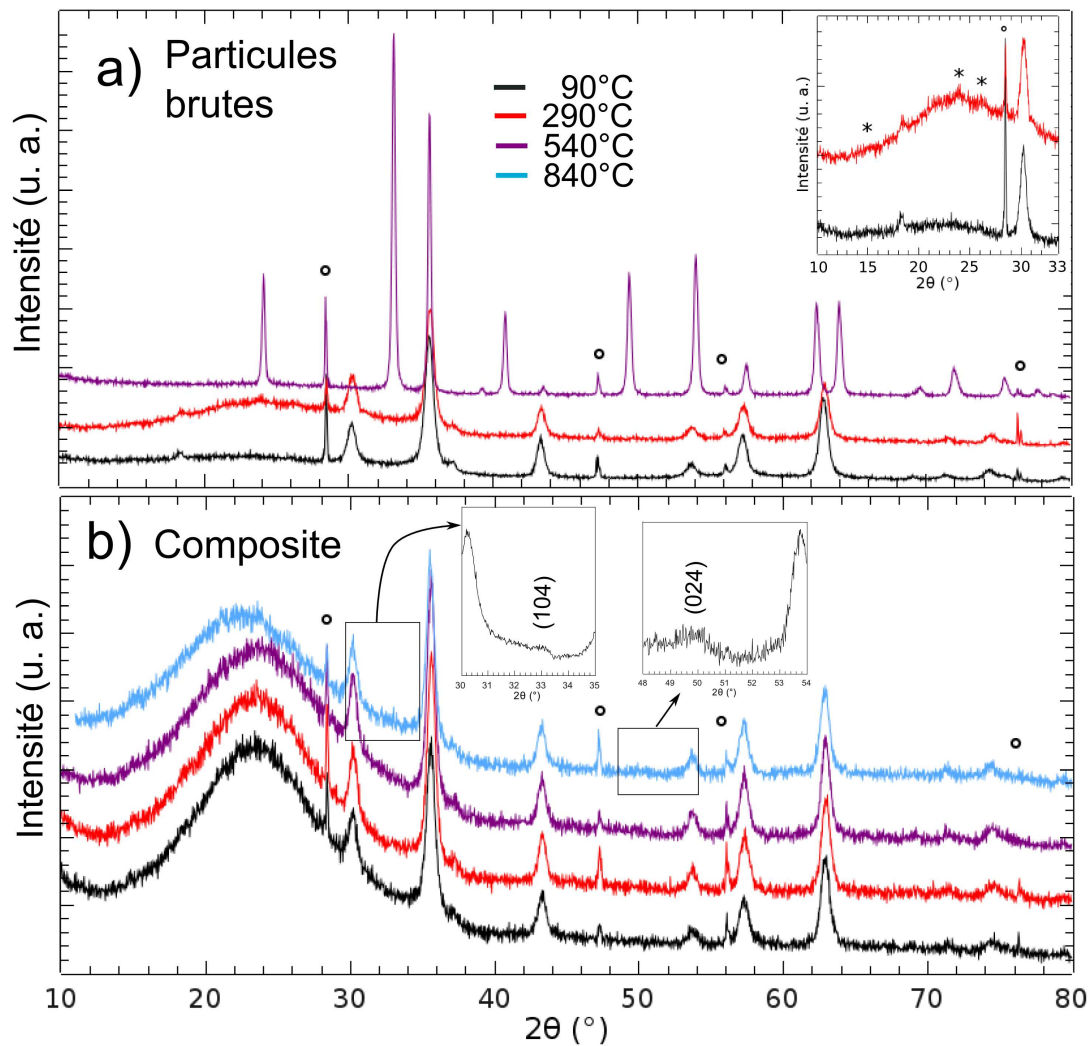 a) Particules
brutes
90°C
290°C
540°C
840°C
Intensité (u. a.)
Intensité (u. a.)
* * *
10 15 20 25 30 33
2θ (°)
b) Composite
Intensité (u. a.)
(104)
30 31 32 33 34 35
2θ (°)
(024)
48 49 50 51 52 53 54
2θ (°)
10 20 30 40 50 60 70 80
2θ (°)